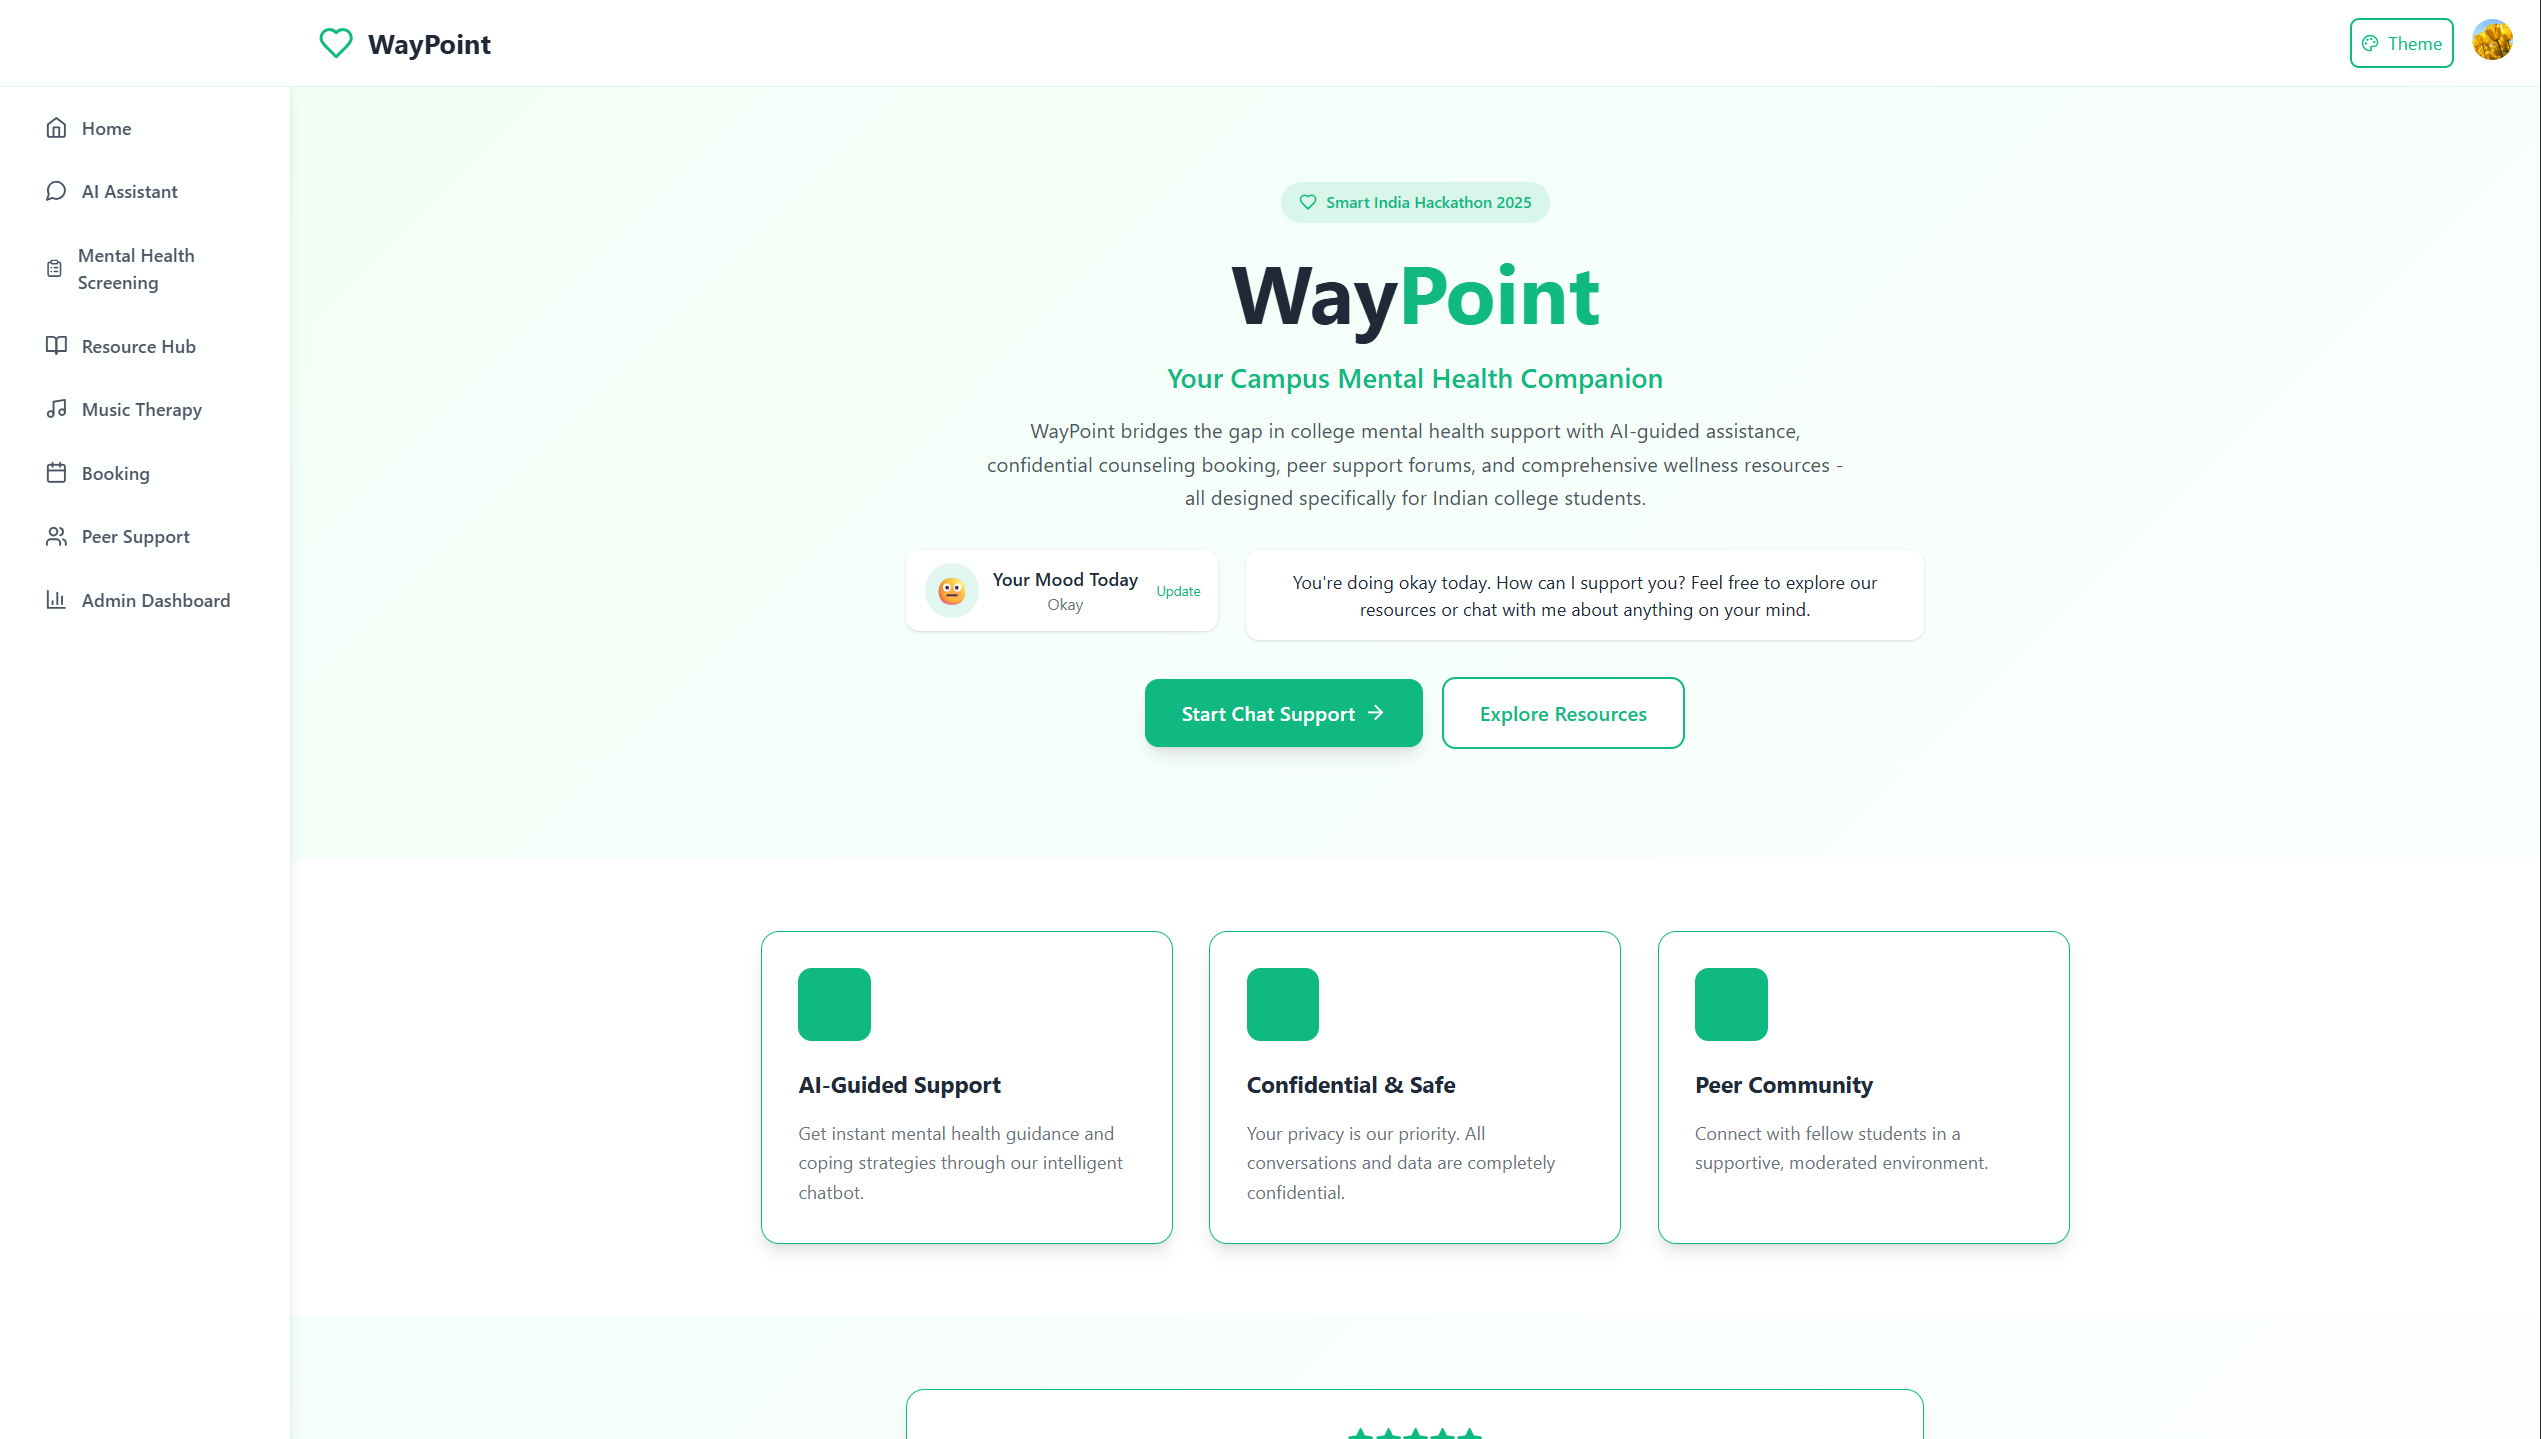 WayPoint
Theme
Home
AI Assistant
Mental Health
Screening
Resource Hub
Music Therapy
Booking
Peer Support
Admin Dashboard
Smart India Hackathon 2025
WayPoint
Your Campus Mental Health Companion
WayPoint bridges the gap in college mental health support with AI-guided assistance,
confidential counseling booking, peer support forums, and comprehensive wellness resources -
all designed specifically for Indian college students.
Your Mood Today
Okay
Update
You're doing okay today. How can I support you? Feel free to explore our
resources or chat with me about anything on your mind.
Start Chat Support
Explore Resources
AI-Guided Support
Get instant mental health guidance and
coping strategies through our intelligent
chatbot.
Confidential & Safe
Your privacy is our priority. All
conversations and data are completely
confidential.
Peer Community
Connect with fellow students in a
supportive, moderated environment.